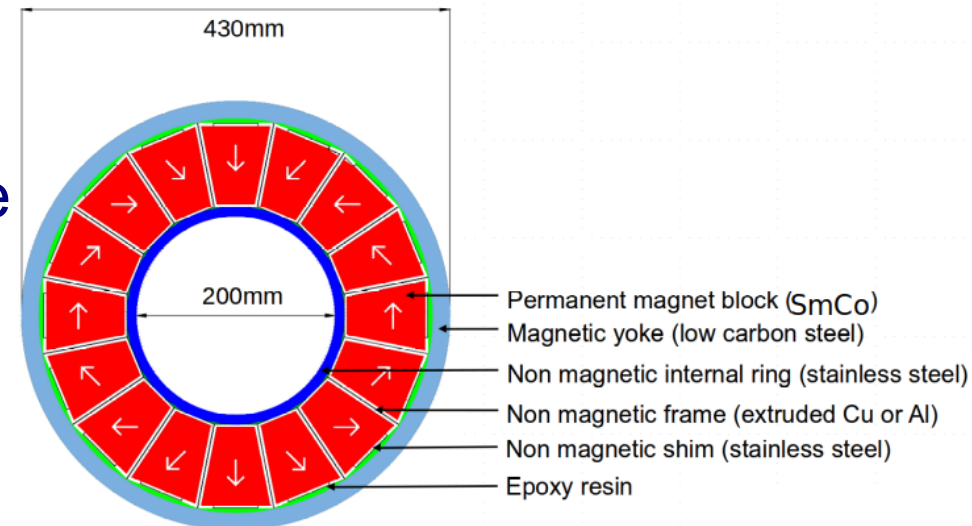 430mm
e
200mm
Permanent magnet block (SmCo)
Magnetic yoke (low carbon steel)
Non magnetic internal ring (stainless steel)
Non magnetic frame (extruded Cu or Al)
Non magnetic shim (stainless steel)
Epoxy resin